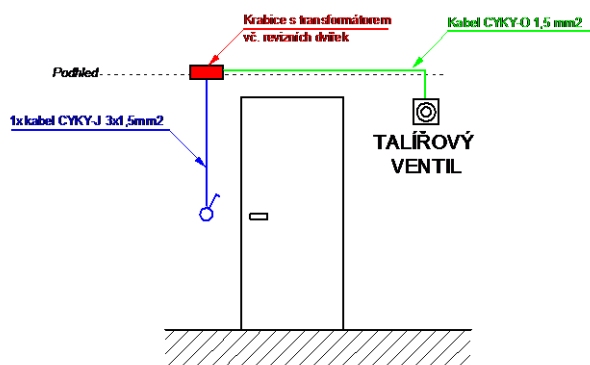 Krabice s transformátorem
vč. revizních dvířek
Kabel CYKY-O 1,5 mm2
Podhled
1x kabel CYKY-J 3x1,5mm2
TALÍŘOVÝ
VENTIL